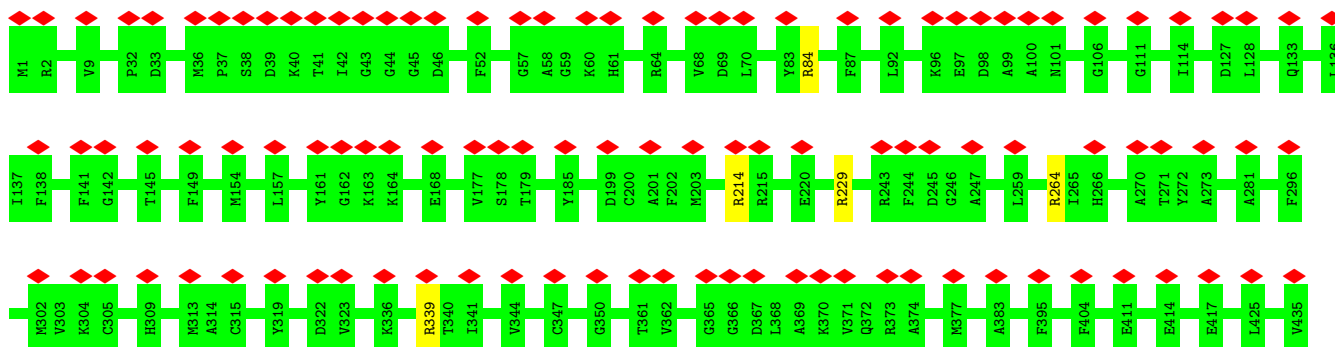 M1 R2 V9 P32 D33 M36 P37 S38 D39 K40 T41 I42 G43 G44 G45 D46 F52 G57 A58 G59 K60 H61 R64 V68 D69 L70 Y83 R84 F87 L92 K96 E97 D98 A99 A100 N101 G106 G111 I114 D127 L128 Q133 L136
I137 F138 F141 G142 T145 F149 M154 L157 Y161 G162 K163 K164 E168 V177 S178 T179 Y185 D199 C200 A201 F202 M203 R214 R215 E220 R229 R243 F244 D245 G246 A247 L259 R264 I265 H266 A270 T271 Y272 A273 A281 F296
M302 V303 K304 C305 H309 M313 A314 C315 Y319 D322 V323 K336 R339 T340 I341 V344 C347 G350 T361 V362 G365 G366 D367 L368 A369 K370 V371 Q372 R373 A374 M377 A383 F395 F404 E411 E414 E417 L425 V435